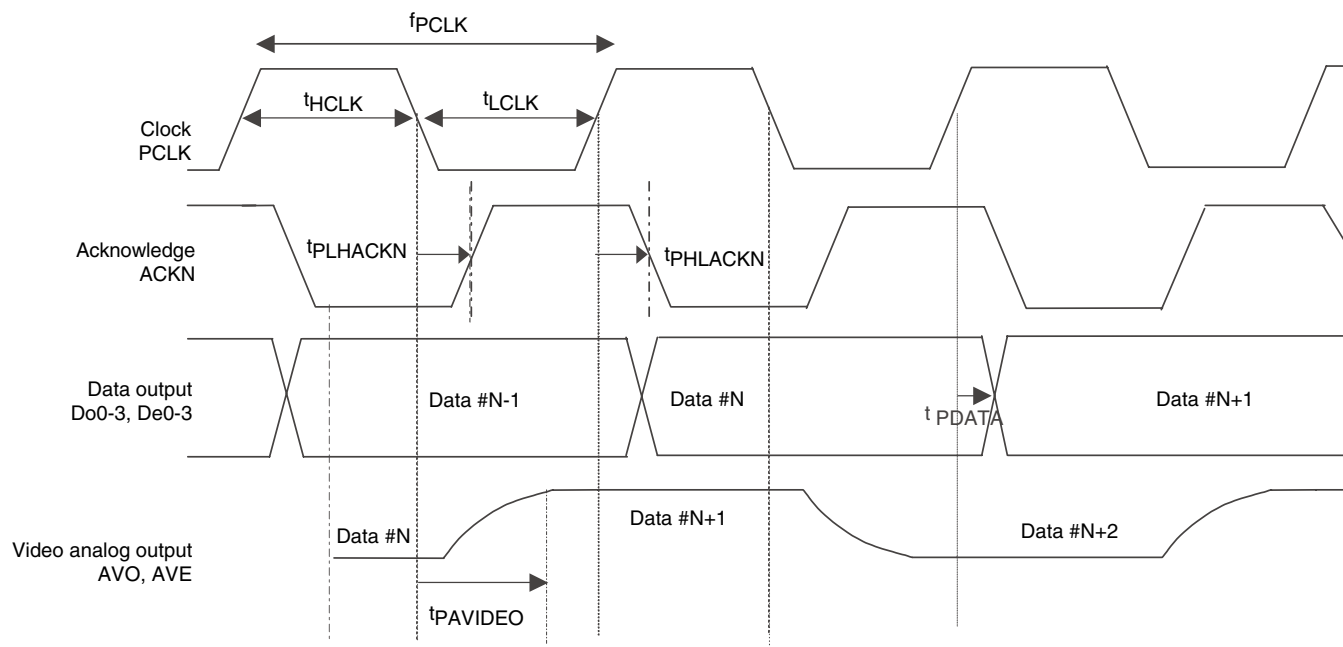 fPCLK
tHCLK
tLCLK
Clock
PCLK
Acknowledge
ACKN
tPLHACKN
tPHLACKN
Data output
Do0-3, De0-3
Data #N-1
Data #N
t PDATA
Data #N+1
Video analog output
AVO, AVE
Data #N
Data #N+1
Data #N+2
tPAVIDEO